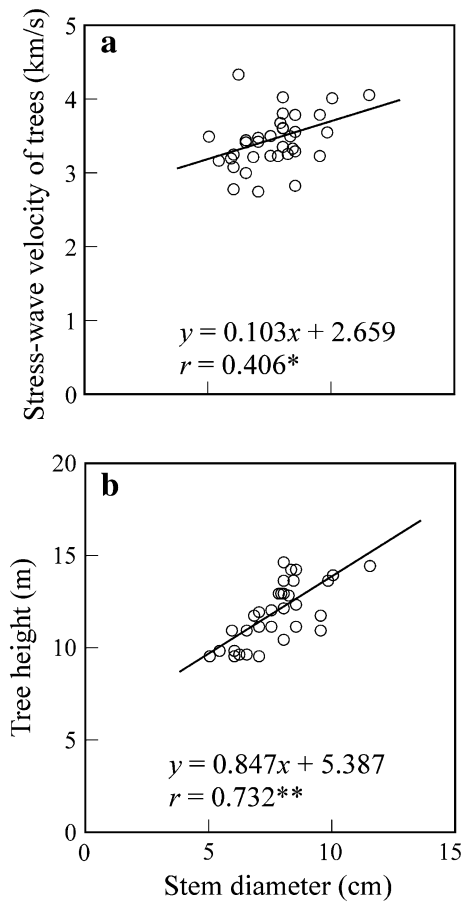 a
Stress-wave velocity of trees (km/s)
5
4
3
2
1
0
y = 0.103x + 2.659
r = 0.406*
b
Tree height (m)
20
15
10
5
0
y = 0.847x + 5.387
r = 0.732**
0 5 10 15
Stem diameter (cm)